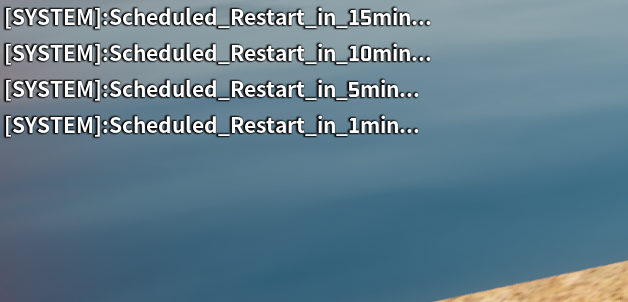 [SYSTEM]:Scheduled_Restart_in_15min...
[SYSTEM]:Scheduled_Restart_in_10min...
[SYSTEM]:Scheduled_Restart_in_5min...
[SYSTEM]:Scheduled_Restart_in_1min...